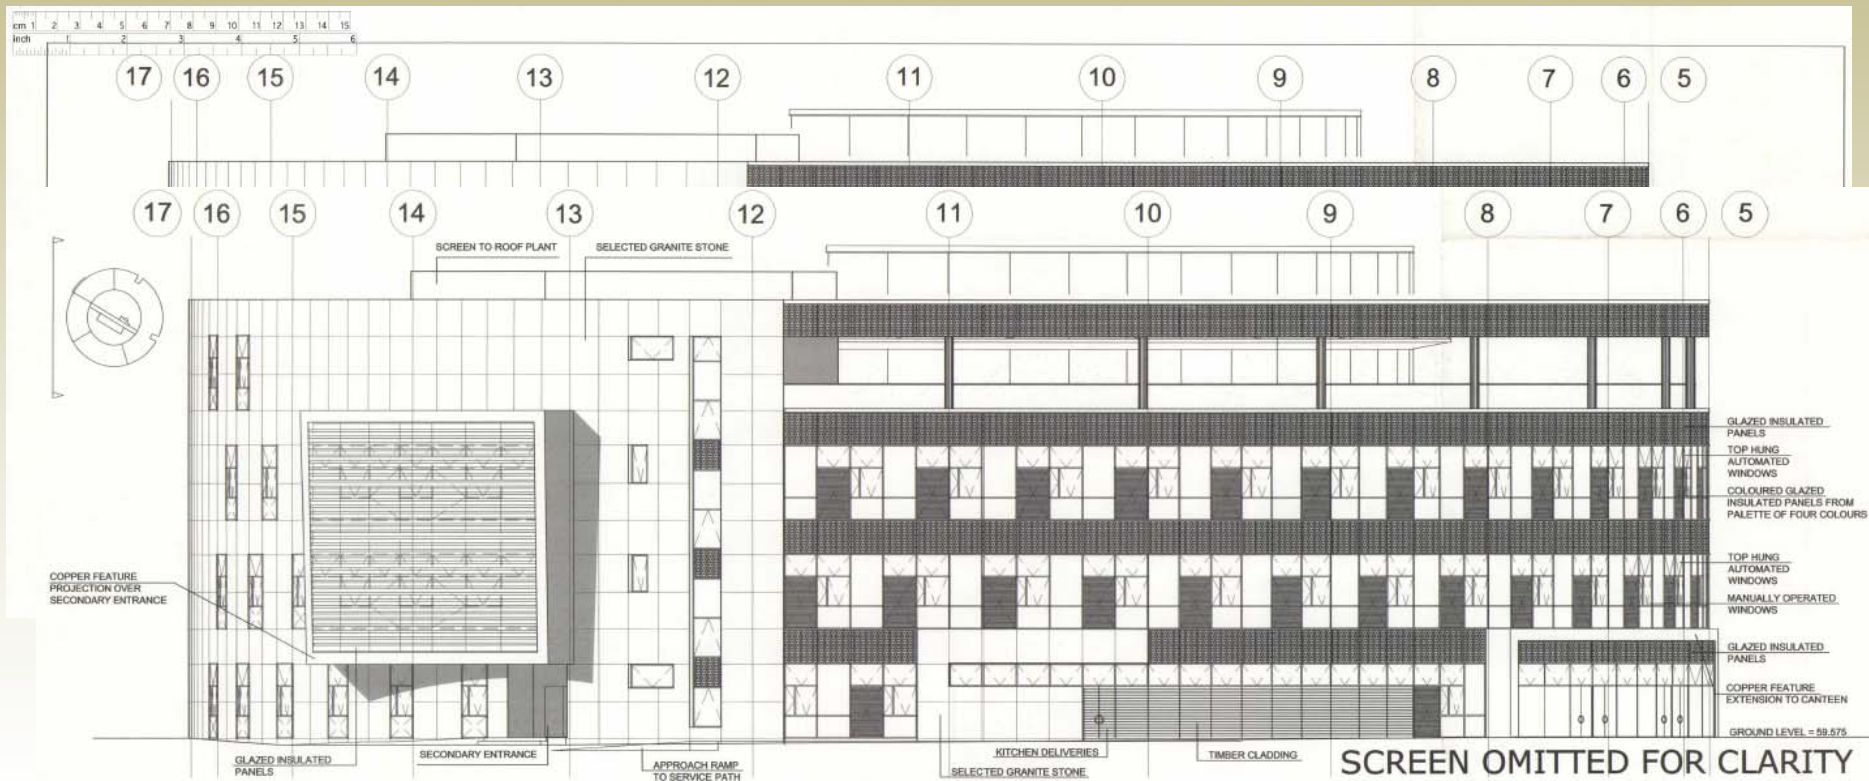 cm 1 2 3 4 5 6 7 8 9 10 11 12 13 14 15
inch 1 2 3 4 5 6
17 16 15 14 13 12 11 10 9 8 7 6 5
17 16 15 14 13 12 11 10 9 8 7 6 5
SCREEN TO ROOF PLANT
SELECTED GRANITE STONE
GLAZED INSULATED
PANELS
TOP HUNG
AUTOMATED
WINDOWS
COLOURED GLAZED
INSULATED PANELS FROM
PALETTE OF FOUR COLOURS
COPPER FEATURE
PROJECTION OVER
SECONDARY ENTRANCE
TOP HUNG
AUTOMATED
WINDOWS
MANUALLY OPERATED
WINDOWS
GLAZED INSULATED
PANELS
COPPER FEATURE
EXTENSION TO CANTEEN
GROUND LEVEL = 59.575
GLAZED INSULATED
PANELS
SECONDARY ENTRANCE
APPROACH RAMP
TO SERVICE PATH
KITCHEN DELIVERIES
SELECTED GRANITE STONE
TIMBER CLADDING
SCREEN OMITTED FOR CLARITY